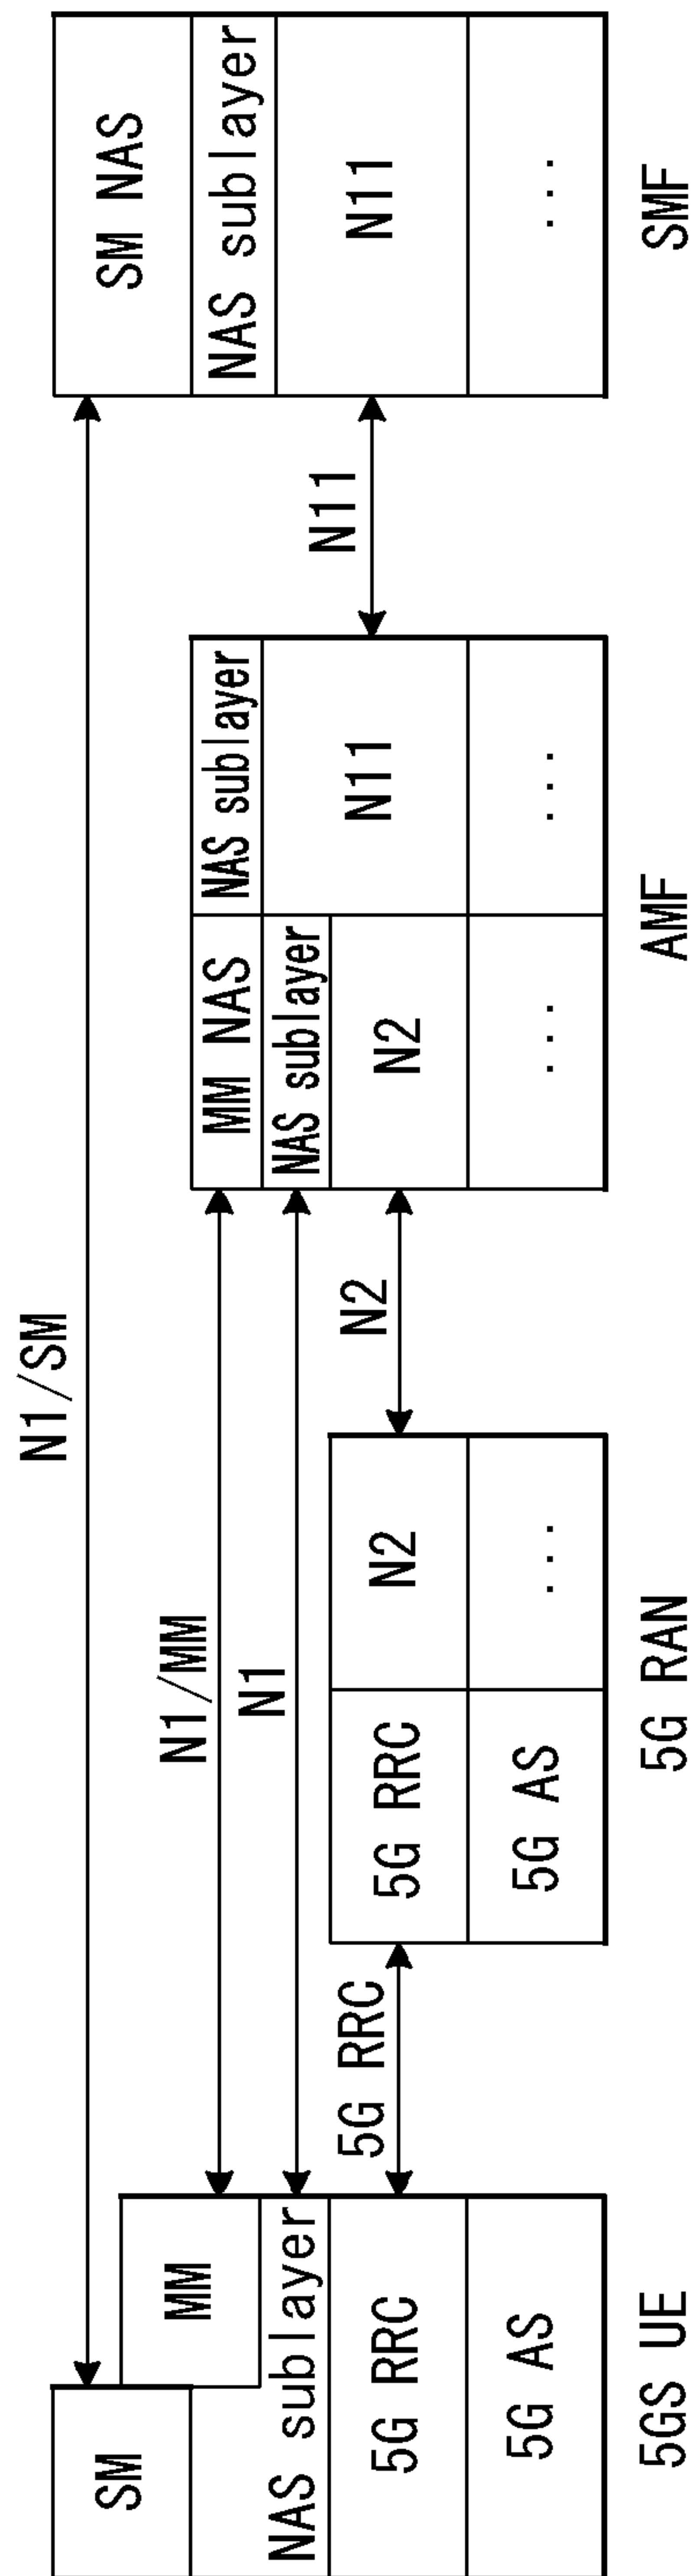 N1/SM
N1/MM
N1
5G RRC
N2
N11
SM
MM
NAS sublayer
5G RRC
5G AS
5GS UE
5G RRC
N2
5G AS
...
5G RAN
MM NAS
NAS sublayer
NAS sublayer
N2
N11
...
...
AMF
SM NAS
NAS sublayer
N11
...
SMF